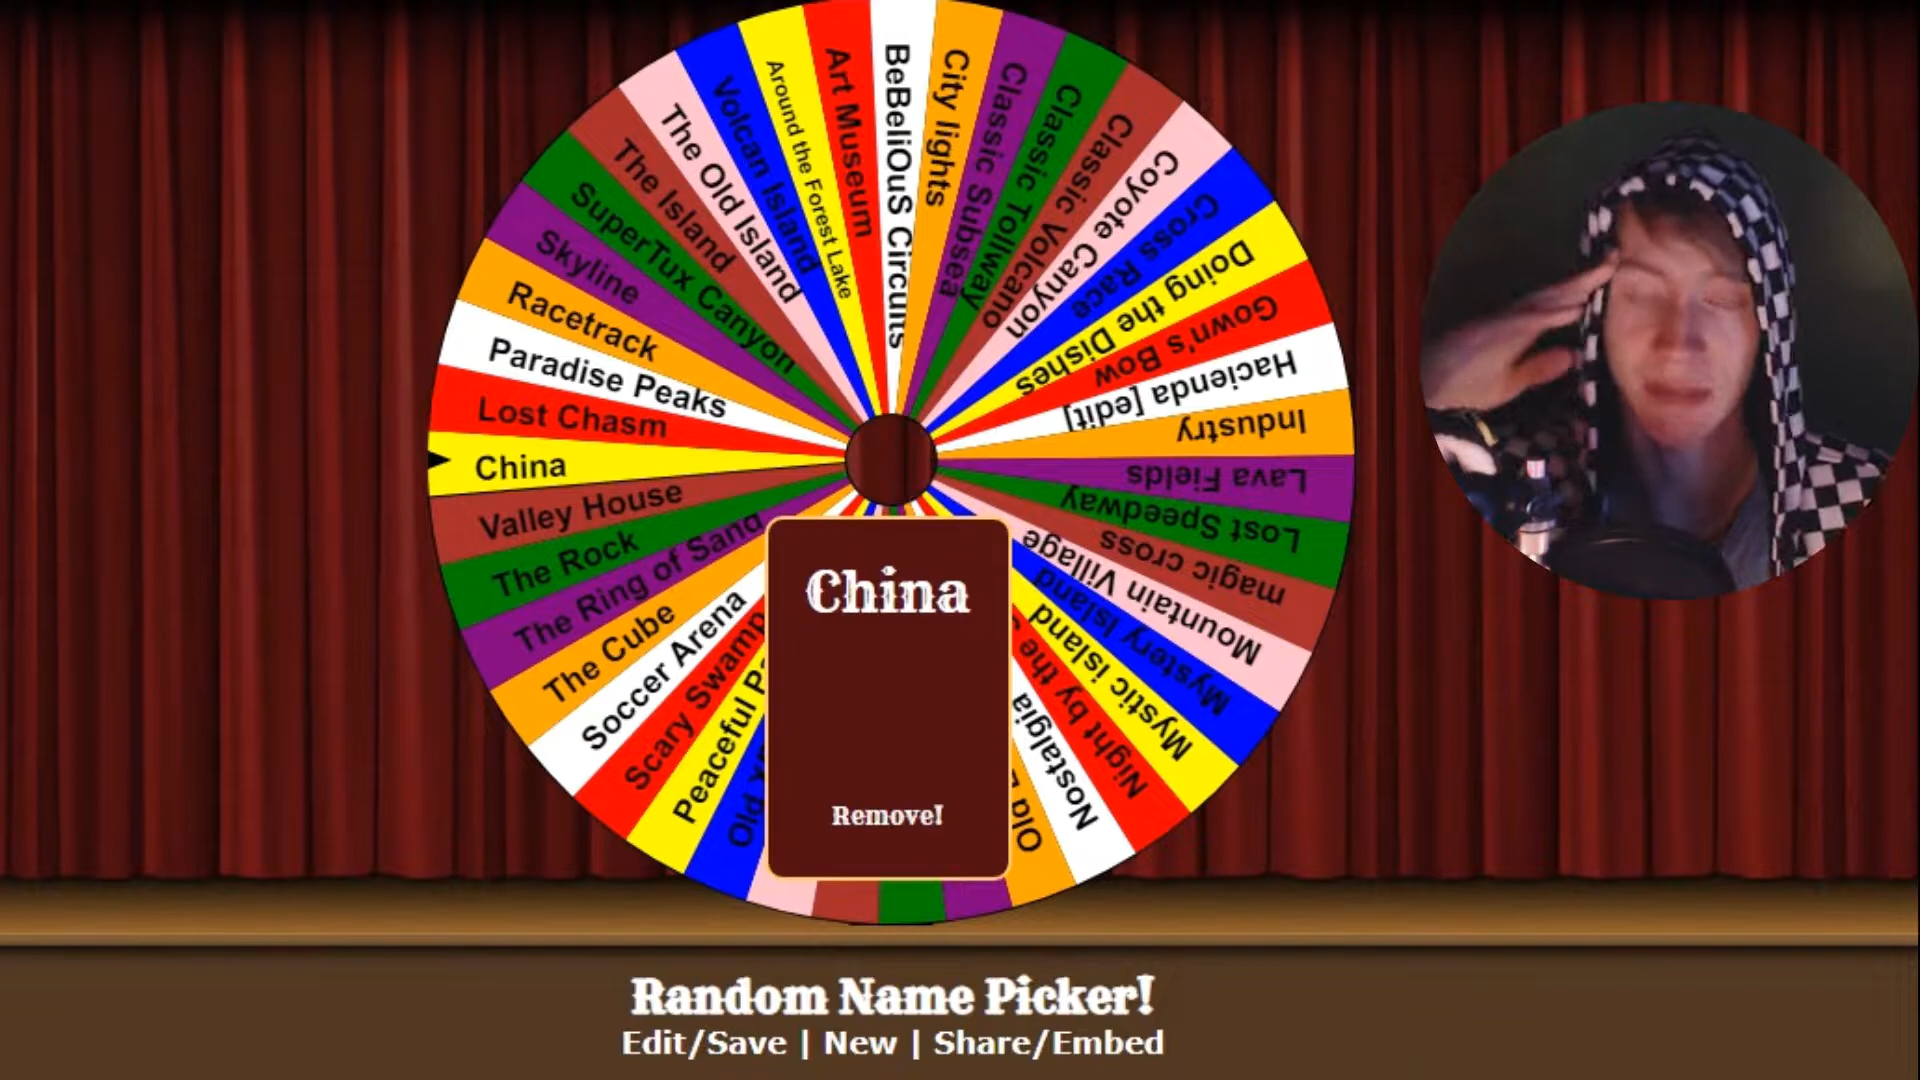 Around the Forest Lake
Art Museum
BeBeliOuS Circuits
City lights
Classic Subsea
Classic Tollway
Classic Volcano
Coyote Canyon
Cross Race
Doing the Dishes
Gown's Bow
Hacienda [edit]
Industry
Lava Fields
Lost Speedway
magic cross
Mountain Village
Mystery Island
Mystic island
Night by the
Nostalgia
Old
Old
Peaceful
Scary Swamp
Soccer Arena
The Cube
The Ring of Sand
The Rock
Valley House
China
Lost Chasm
Paradise Peaks
Racetrack
Skyline
SuperTux Canyon
The Island
The Old Island
Volcan Island
China
Remove!
Random Name Picker!
Edit/Save | New | Share/Embed